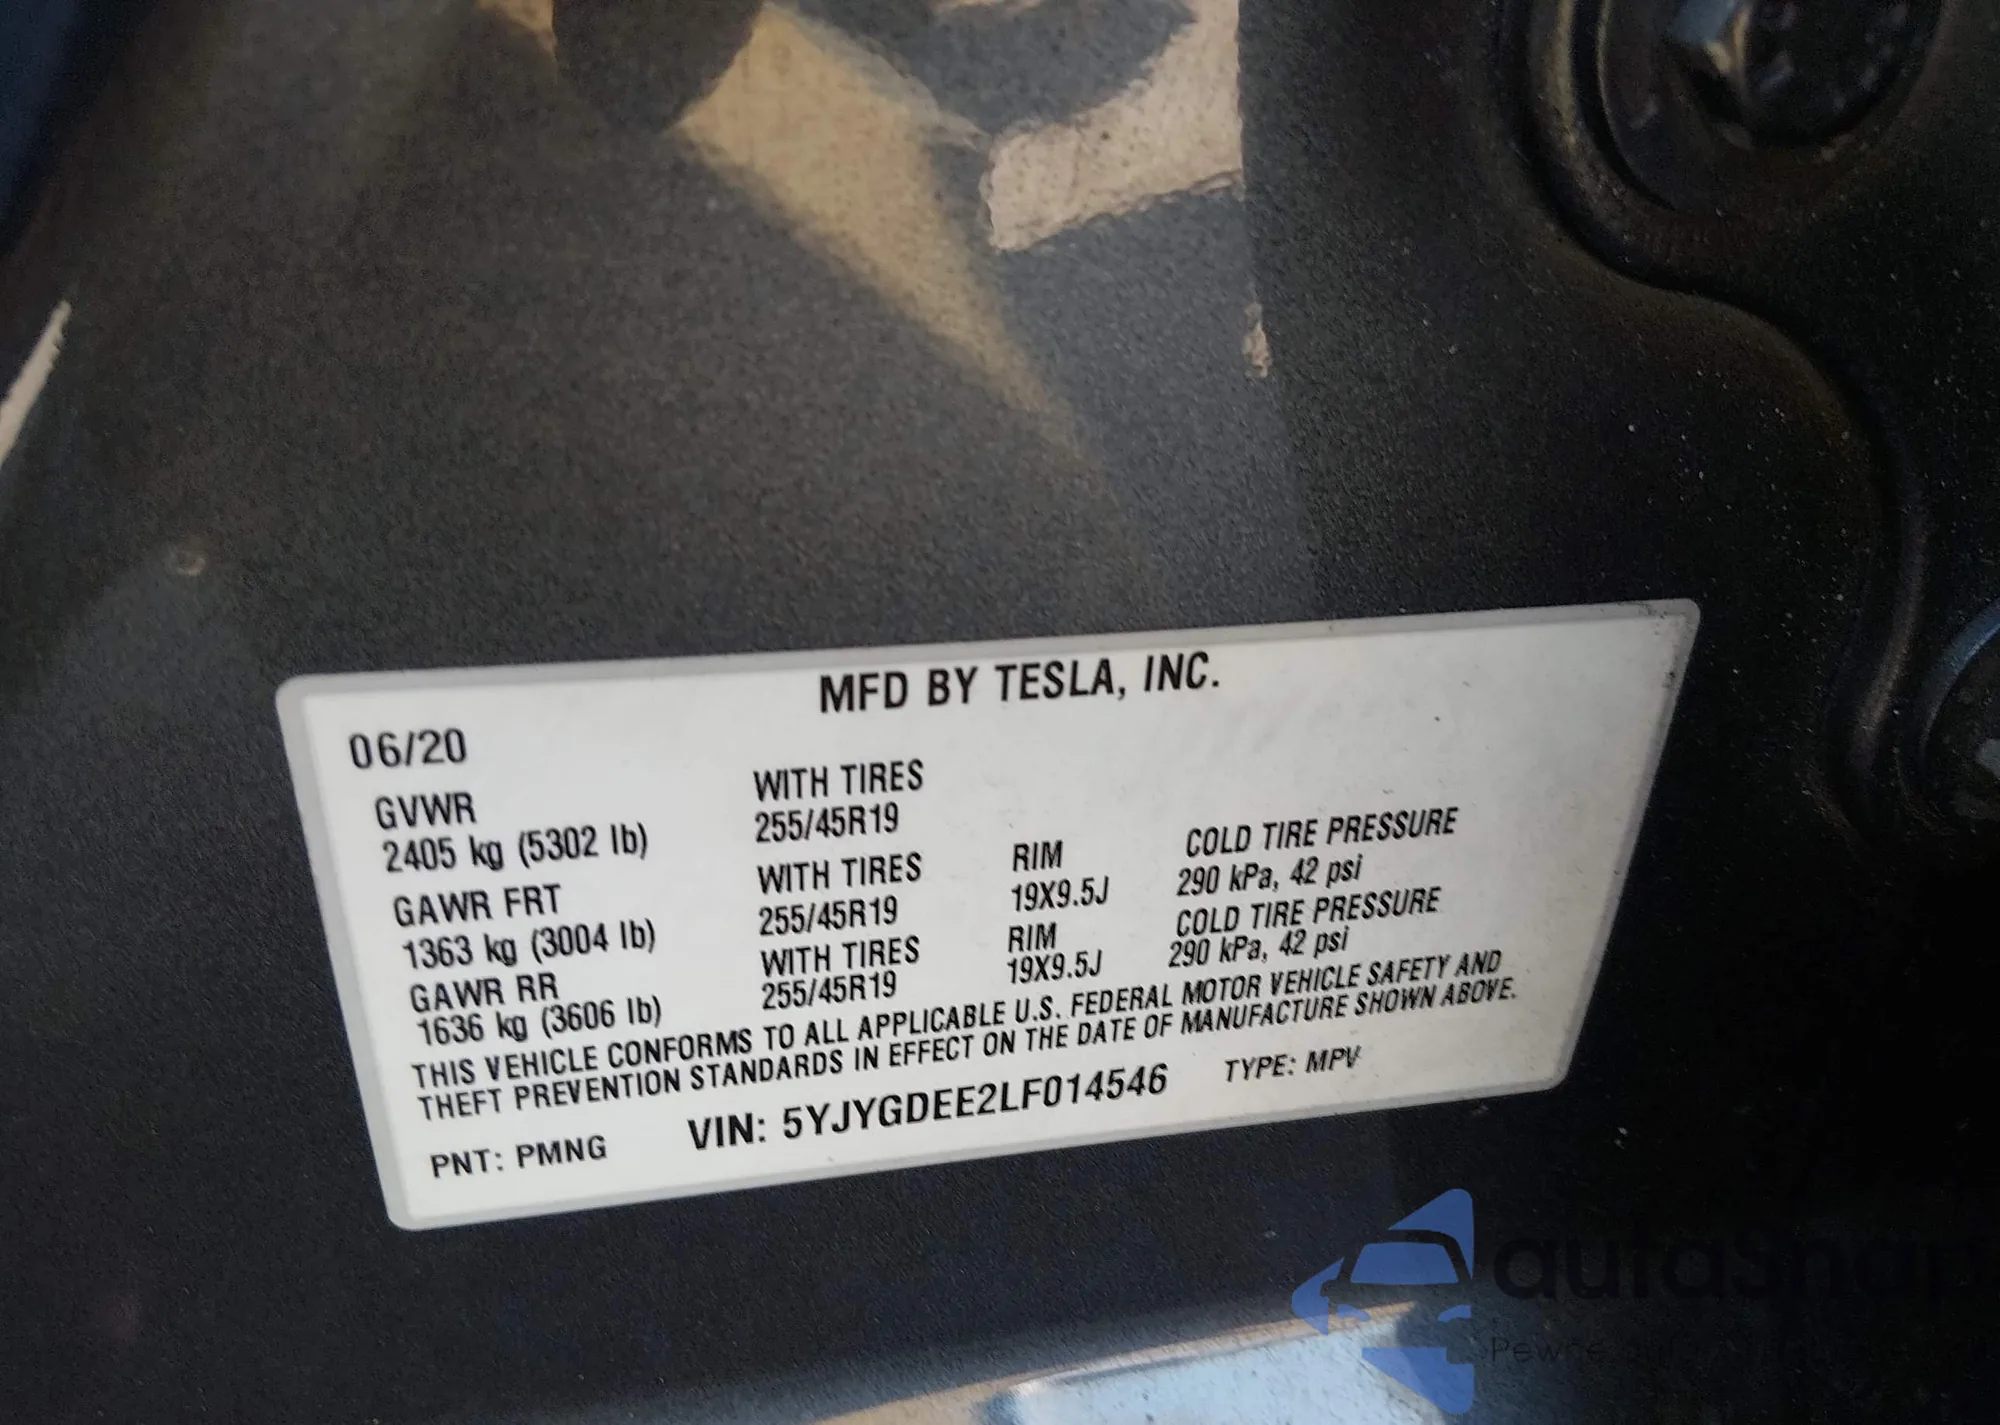 MFD BY TESLA, INC.
06/20
GVWR WITH TIRES
2405 kg (5302 lb) 255/45R19
GAWR FRT WITH TIRES RIM COLD TIRE PRESSURE
1363 kg (3004 lb) 255/45R19 19X9.5J 290 kPa, 42 psi
GAWR RR WITH TIRES RIM COLD TIRE PRESSURE
1636 kg (3606 lb) 255/45R19 19X9.5J 290 kPa, 42 psi
THIS VEHICLE CONFORMS TO ALL APPLICABLE U.S. FEDERAL MOTOR VEHICLE SAFETY AND
THEFT PREVENTION STANDARDS IN EFFECT ON THE DATE OF MANUFACTURE SHOWN ABOVE.
PNT: PMNG VIN: 5YJYGDEE2LF014546 TYPE: MPV
autosnap
Pewne auta